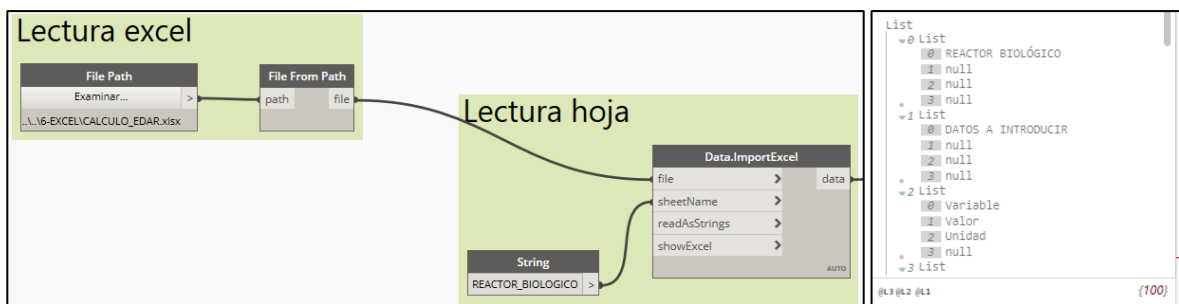 Lectura excel
File Path
Examinar...
>
..\..\6-EXCEL\CALCULO_EDAR.xlsx
File From Path
path
file
Lectura hoja
Data.ImportExcel
file
>
data
sheetName
>
readAsStrings
>
showExcel
>
AUTO
String
REACTOR_BIOLOGICO
>
List
0 List
0 REACTOR BIOLÓGICO
1 null
2 null
3 null
1 List
0 DATOS A INTRODUCIR
1 null
2 null
3 null
2 List
0 Variable
1 Valor
2 Unidad
3 null
3 List
@L3 @L2 @L1
{100}